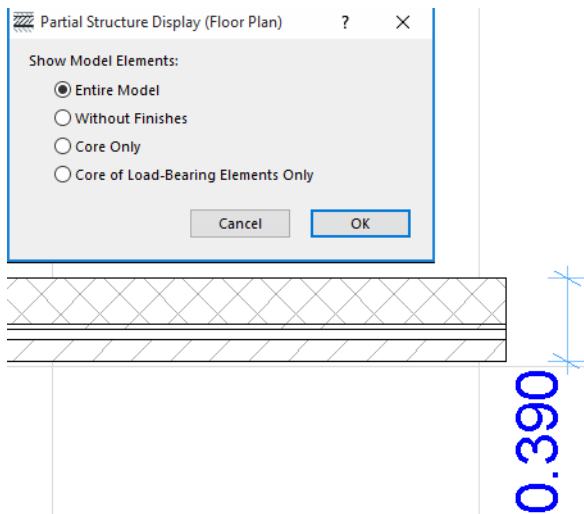 Partial Structure Display (Floor Plan) ?
Show Model Elements:
Entire Model
Without Finishes
Core Only
Core of Load-Bearing Elements Only
Cancel OK
0.390